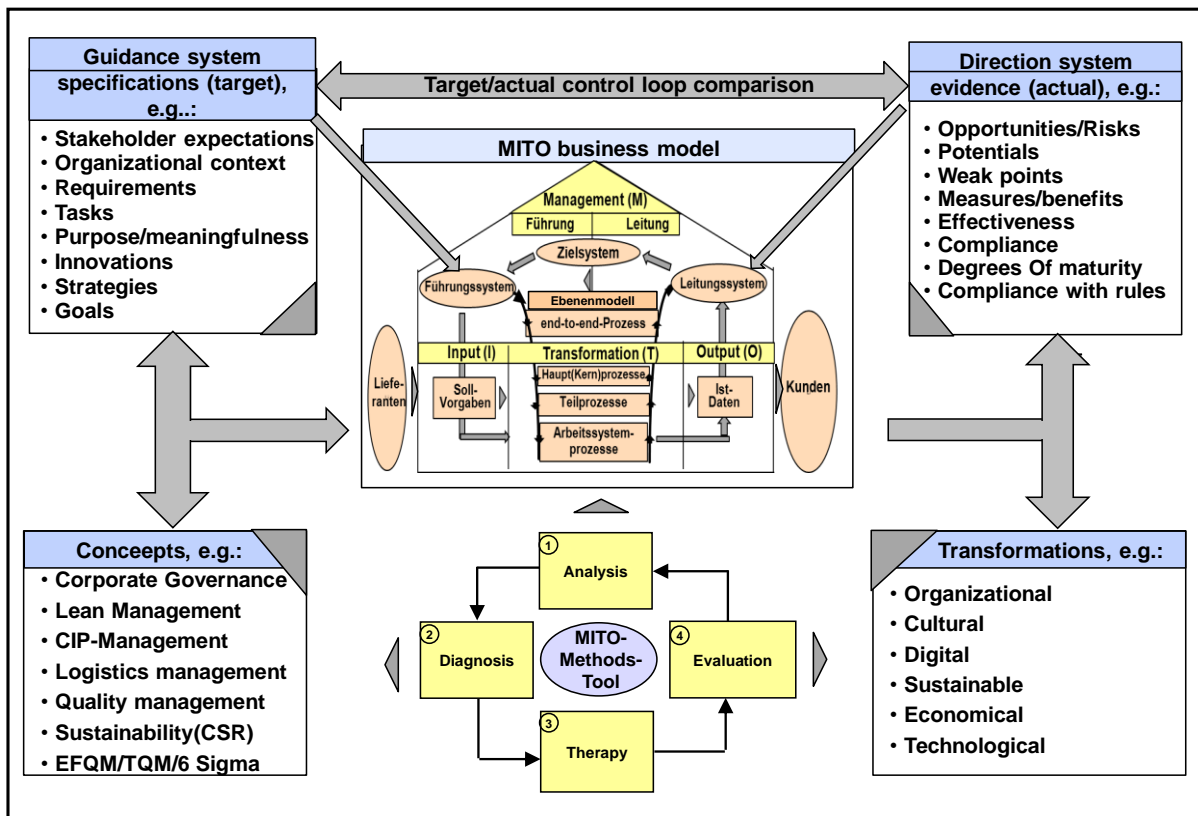 Guidance system
specifications (target),
e.g..:
• Stakeholder expectations
• Organizational context
• Requirements
• Tasks
• Purpose/meaningfulness
• Innovations
• Strategies
• Goals
Target/actual control loop comparison
Direction system
evidence (actual), e.g.:
• Opportunities/Risks
• Potentials
• Weak points
• Measures/benefits
• Effectiveness
• Compliance
• Degrees Of maturity
• Compliance with rules
MITO business model
Management (M)
Führung
Leitung
Zielsystem
Führungssystem
Leitungssystem
Ebenenmodell
end-to-end-Prozess
Input (I)
Transformation (T)
Output (O)
Liefe-
ranten
Soll-
Vorgaben
Haupt(Kern)prozesse
Teilprozesse
Arbeitssystem-
prozesse
Ist-
Daten
Kunden
Conceepts, e.g.:
• Corporate Governance
• Lean Management
• CIP-Management
• Logistics management
• Quality management
• Sustainability(CSR)
• EFQM/TQM/6 Sigma
1
Analysis
2
Diagnosis
MITO-
Methods-
Tool
4
Evaluation
3
Therapy
Transformations, e.g.:
• Organizational
• Cultural
• Digital
• Sustainable
• Economical
• Technological